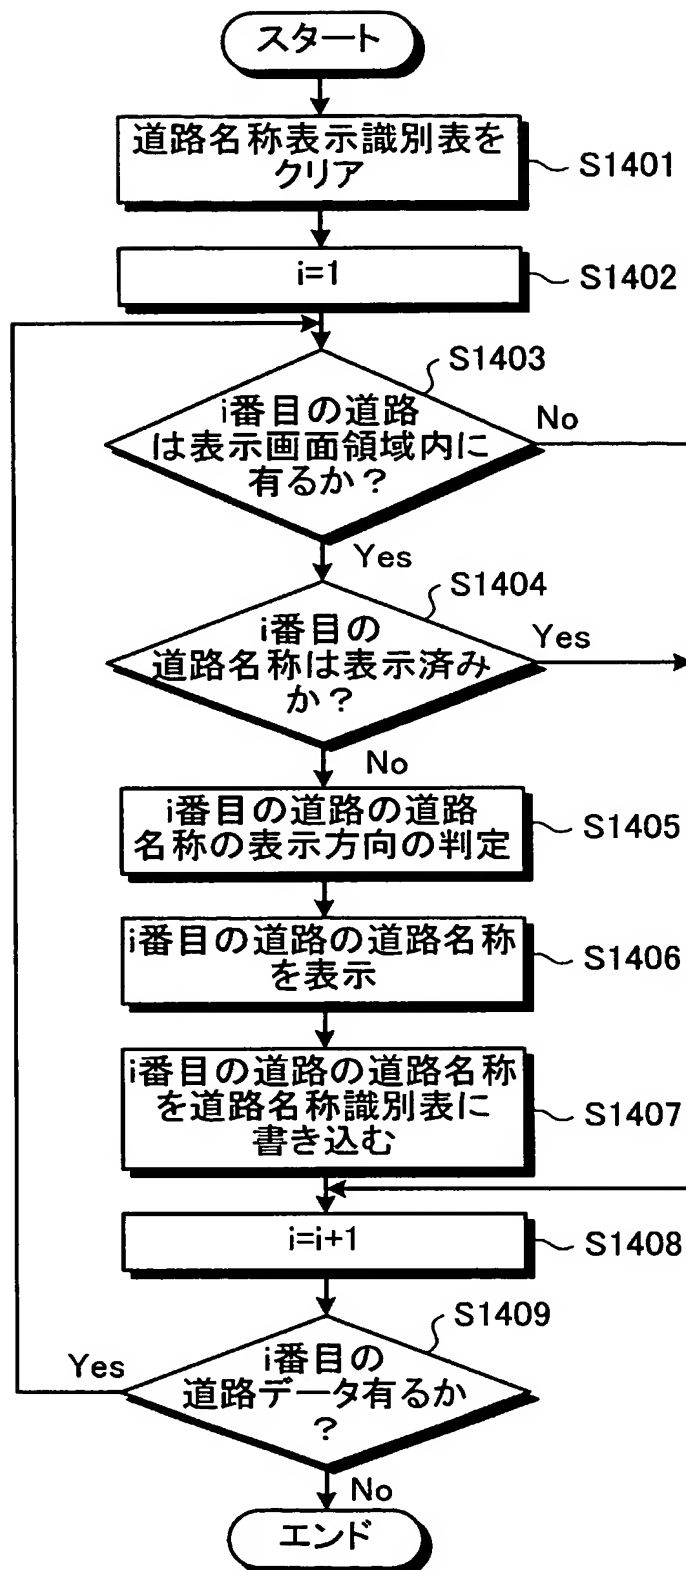 スタート
道路名称表示識別表を
クリア
S1401
i=1
S1402
S1403
i番目の道路
は表示画面領域内に
有るか？
No
Yes
S1404
i番目の
道路名称は表示済み
か？
Yes
No
i番目の道路の道路
名称の表示方向の判定
S1405
i番目の道路の道路名称
を表示
S1406
i番目の道路の道路名称
を道路名称識別表に
書き込む
S1407
i=i+1
S1408
S1409
Yes
i番目の
道路データ有るか
？
No
エンド